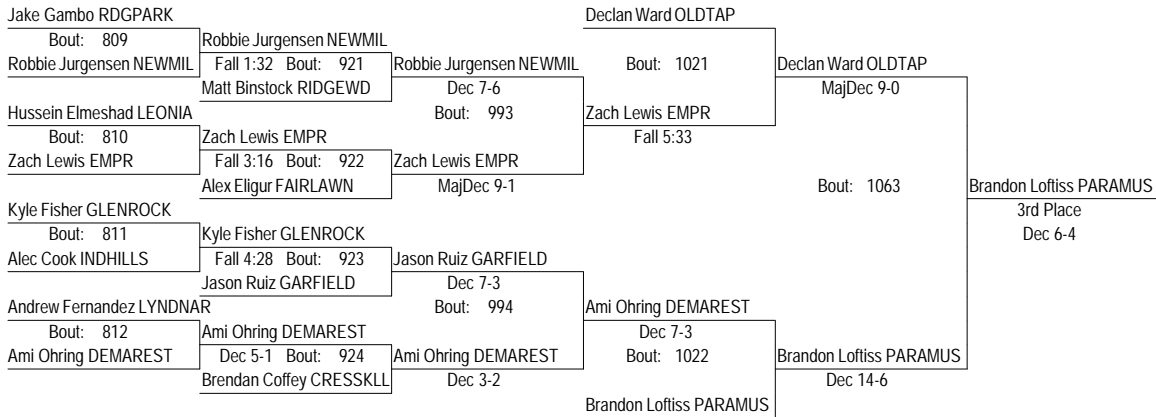 Jake Gambo RDGPARK
Declan Ward OLDTAP
Bout: 809
Robbie Jurgensen NEWMIL
Robbie Jurgensen NEWMIL
Fall 1:32 Bout: 921
Robbie Jurgensen NEWMIL
Bout: 1021
Declan Ward OLDTAP
Matt Binstock RIDGEWD
Dec 7-6
MajDec 9-0
Hussein Elmeshad LEONIA
Bout: 993
Zach Lewis EMPR
Bout: 810
Zach Lewis EMPR
Fall 5:33
Zach Lewis EMPR
Fall 3:16 Bout: 922
Zach Lewis EMPR
Alex Eligur FAIRLAWN
MajDec 9-1
Bout: 1063
Brandon Loftiss PARAMUS
Kyle Fisher GLENROCK
3rd Place
Bout: 811
Kyle Fisher GLENROCK
Dec 6-4
Alec Cook INDHILLS
Fall 4:28 Bout: 923
Jason Ruiz GARFIELD
Jason Ruiz GARFIELD
Dec 7-3
Andrew Fernandez LYNDNAR
Bout: 994
Ami Ohring DEMAREST
Bout: 812
Ami Ohring DEMAREST
Dec 7-3
Ami Ohring DEMAREST
Dec 5-1 Bout: 924
Ami Ohring DEMAREST
Bout: 1022
Brandon Loftiss PARAMUS
Brendan Coffey CRESSKLL
Dec 3-2
Dec 14-6
Brandon Loftiss PARAMUS